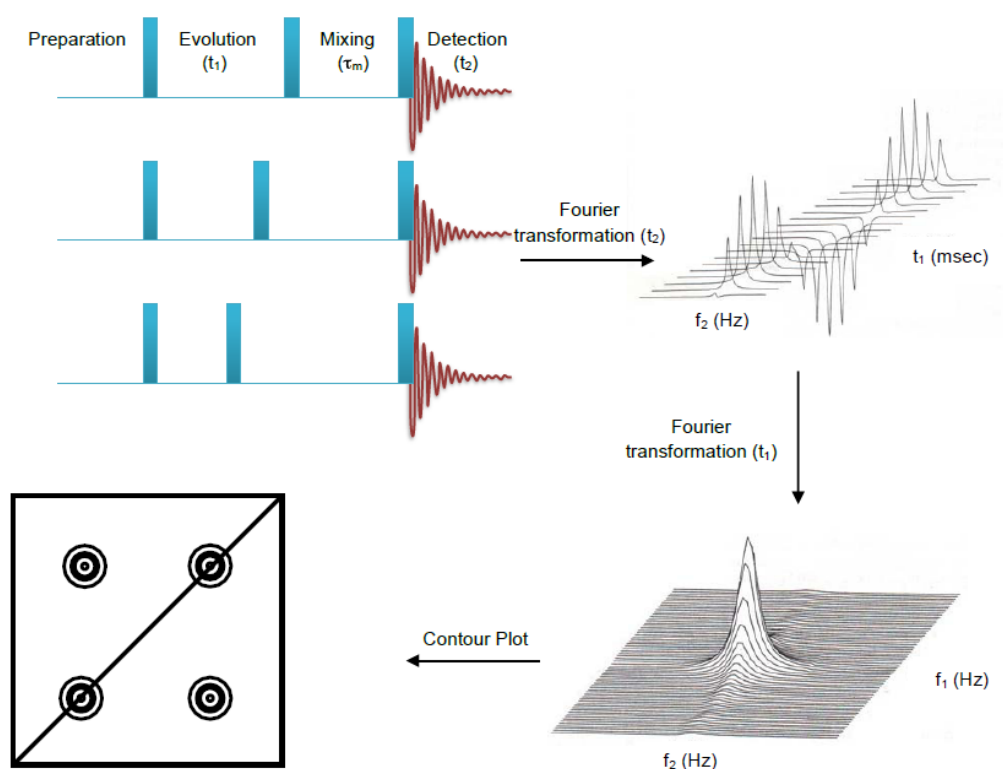 Preparation
Evolution
(t₁)
Mixing
(τₘ)
Detection
(t₂)
Fourier
transformation (t₂)
t₁ (msec)
f₂ (Hz)
Fourier
transformation (t₁)
Contour Plot
f₁ (Hz)
f₂ (Hz)